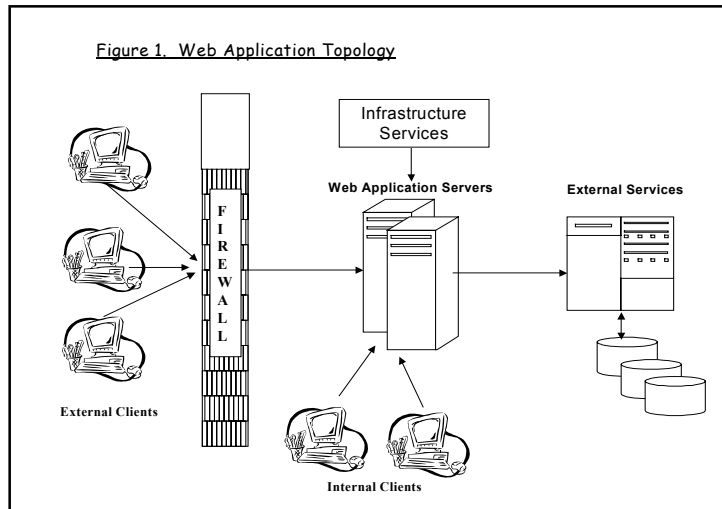 Figure 1. Web Application Topology
Infrastructure
Services
Web Application Servers
External Services
F
I
R
E
W
A
L
L
External Clients
Internal Clients